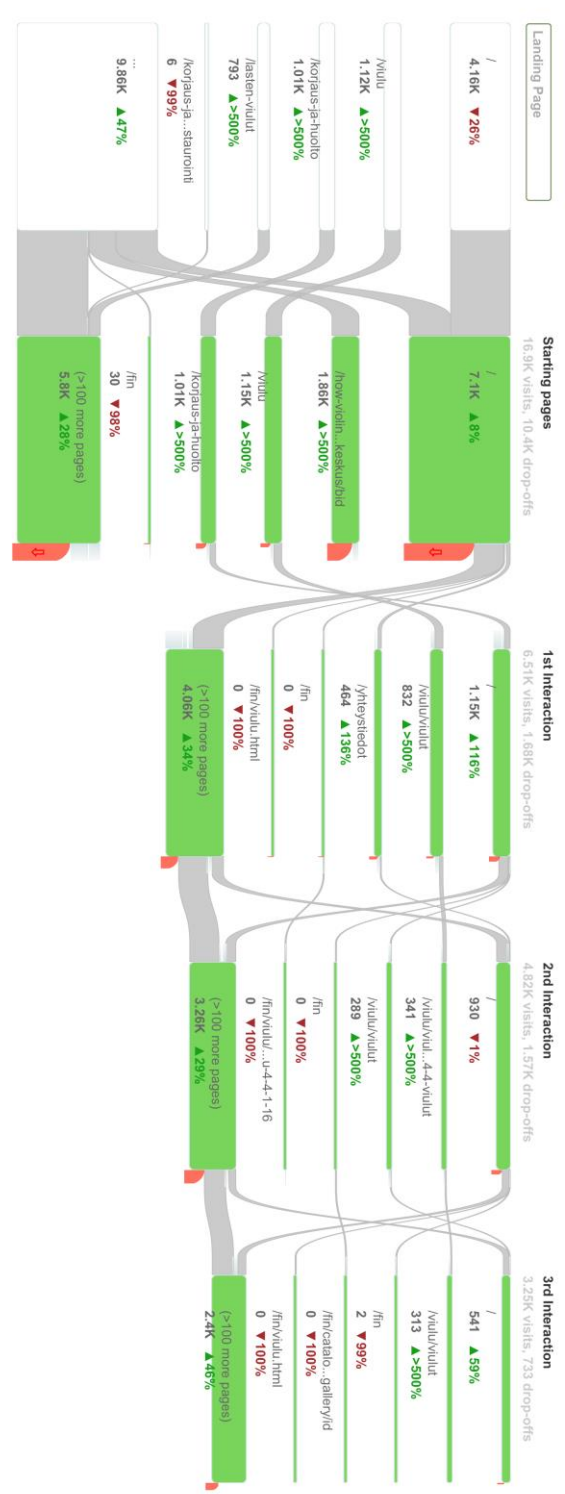 Landing Page
/
4.16K ▼26%
/viulu
1.12K ▲>500%
/korjaus-ja-huolto
1.01K ▲>500%
/lasten-viulut
793 ▲>500%
/korjaus-ja...staurointi
6 ▼99%
...
9.86K ▲47%
Starting pages
16.9K visits, 10.4K drop-offs
/
7.1K ▲8%
/how-violin...keskus/bid
1.86K ▲>500%
/viulu
1.15K ▲>500%
/korjaus-ja-huolto
1.01K ▲>500%
/fin
30 ▼98%
(>100 more pages)
5.8K ▲28%
1st Interaction
6.51K visits, 1.68K drop-offs
/
1.15K ▲116%
/viulu/viulut
832 ▲>500%
/yhteystiedot
464 ▲136%
/fin
0 ▼100%
/fin/viulu.html
0 ▼100%
(>100 more pages)
4.06K ▲34%
2nd Interaction
4.82K visits, 1.57K drop-offs
/
930 ▼1%
/viulu/viul...4-4-viulut
341 ▲>500%
/viulu/viulut
289 ▲>500%
/fin
0 ▼100%
/fin/viulu/...u-4-4-1-16
0 ▼100%
(>100 more pages)
3.26K ▲29%
3rd Interaction
3.25K visits, 733 drop-offs
/
541 ▲59%
/viulu/viulut
313 ▲>500%
/fin
2 ▼99%
/fin/catalo...gallery/id
0 ▼100%
/fin/viulu.html
0 ▼100%
(>100 more pages)
2.4K ▲46%